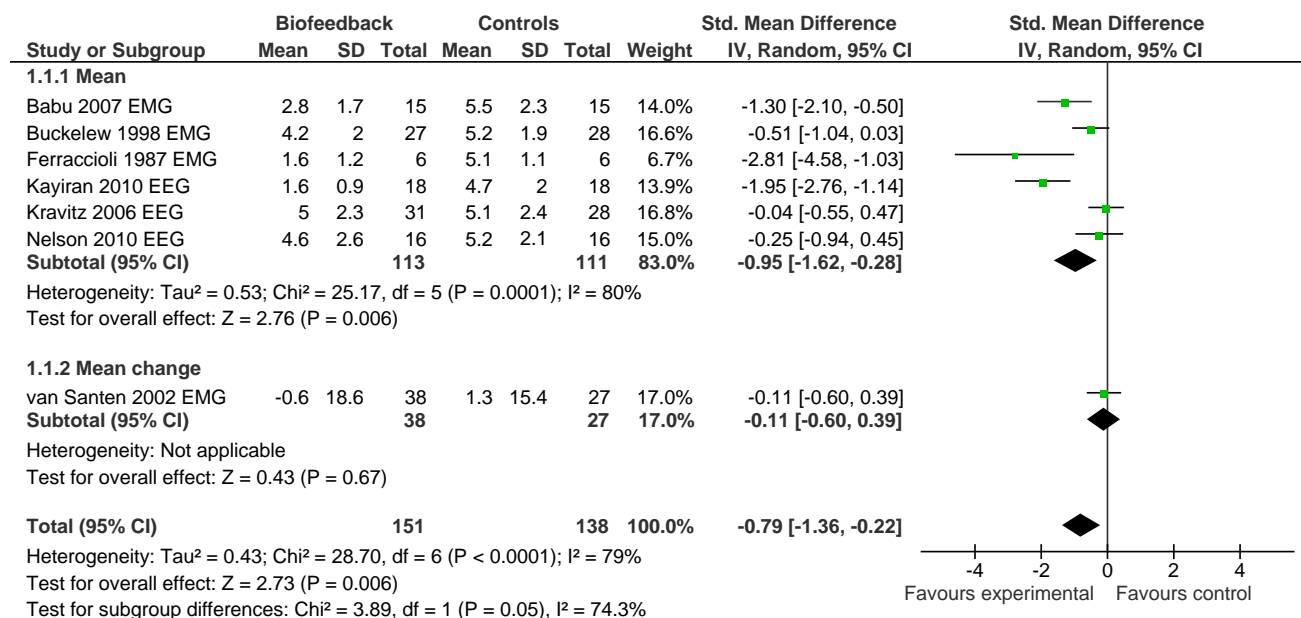 Biofeedback Controls Std. Mean Difference Std. Mean Difference
Study or Subgroup Mean SD Total Mean SD Total Weight IV, Random, 95% CI IV, Random, 95% CI
1.1.1 Mean
Babu 2007 EMG 2.8 1.7 15 5.5 2.3 15 14.0% -1.30 [-2.10, -0.50]
Buckelew 1998 EMG 4.2 2 27 5.2 1.9 28 16.6% -0.51 [-1.04, 0.03]
Ferraccioli 1987 EMG 1.6 1.2 6 5.1 1.1 6 6.7% -2.81 [-4.58, -1.03]
Kayiran 2010 EEG 1.6 0.9 18 4.7 2 18 13.9% -1.95 [-2.76, -1.14]
Kravitz 2006 EEG 5 2.3 31 5.1 2.4 28 16.8% -0.04 [-0.55, 0.47]
Nelson 2010 EEG 4.6 2.6 16 5.2 2.1 16 15.0% -0.25 [-0.94, 0.45]
Subtotal (95% CI) 113 111 83.0% -0.95 [-1.62, -0.28]
Heterogeneity: Tau² = 0.53; Chi² = 25.17, df = 5 (P = 0.0001); I² = 80%
Test for overall effect: Z = 2.76 (P = 0.006)
1.1.2 Mean change
van Santen 2002 EMG -0.6 18.6 38 1.3 15.4 27 17.0% -0.11 [-0.60, 0.39]
Subtotal (95% CI) 38 27 17.0% -0.11 [-0.60, 0.39]
Heterogeneity: Not applicable
Test for overall effect: Z = 0.43 (P = 0.67)
Total (95% CI) 151 138 100.0% -0.79 [-1.36, -0.22]
Heterogeneity: Tau² = 0.43; Chi² = 28.70, df = 6 (P < 0.0001); I² = 79%
Test for overall effect: Z = 2.73 (P = 0.006)
Test for subgroup differences: Chi² = 3.89, df = 1 (P = 0.05), I² = 74.3%
-4 -2 0 2 4
Favours experimental Favours control